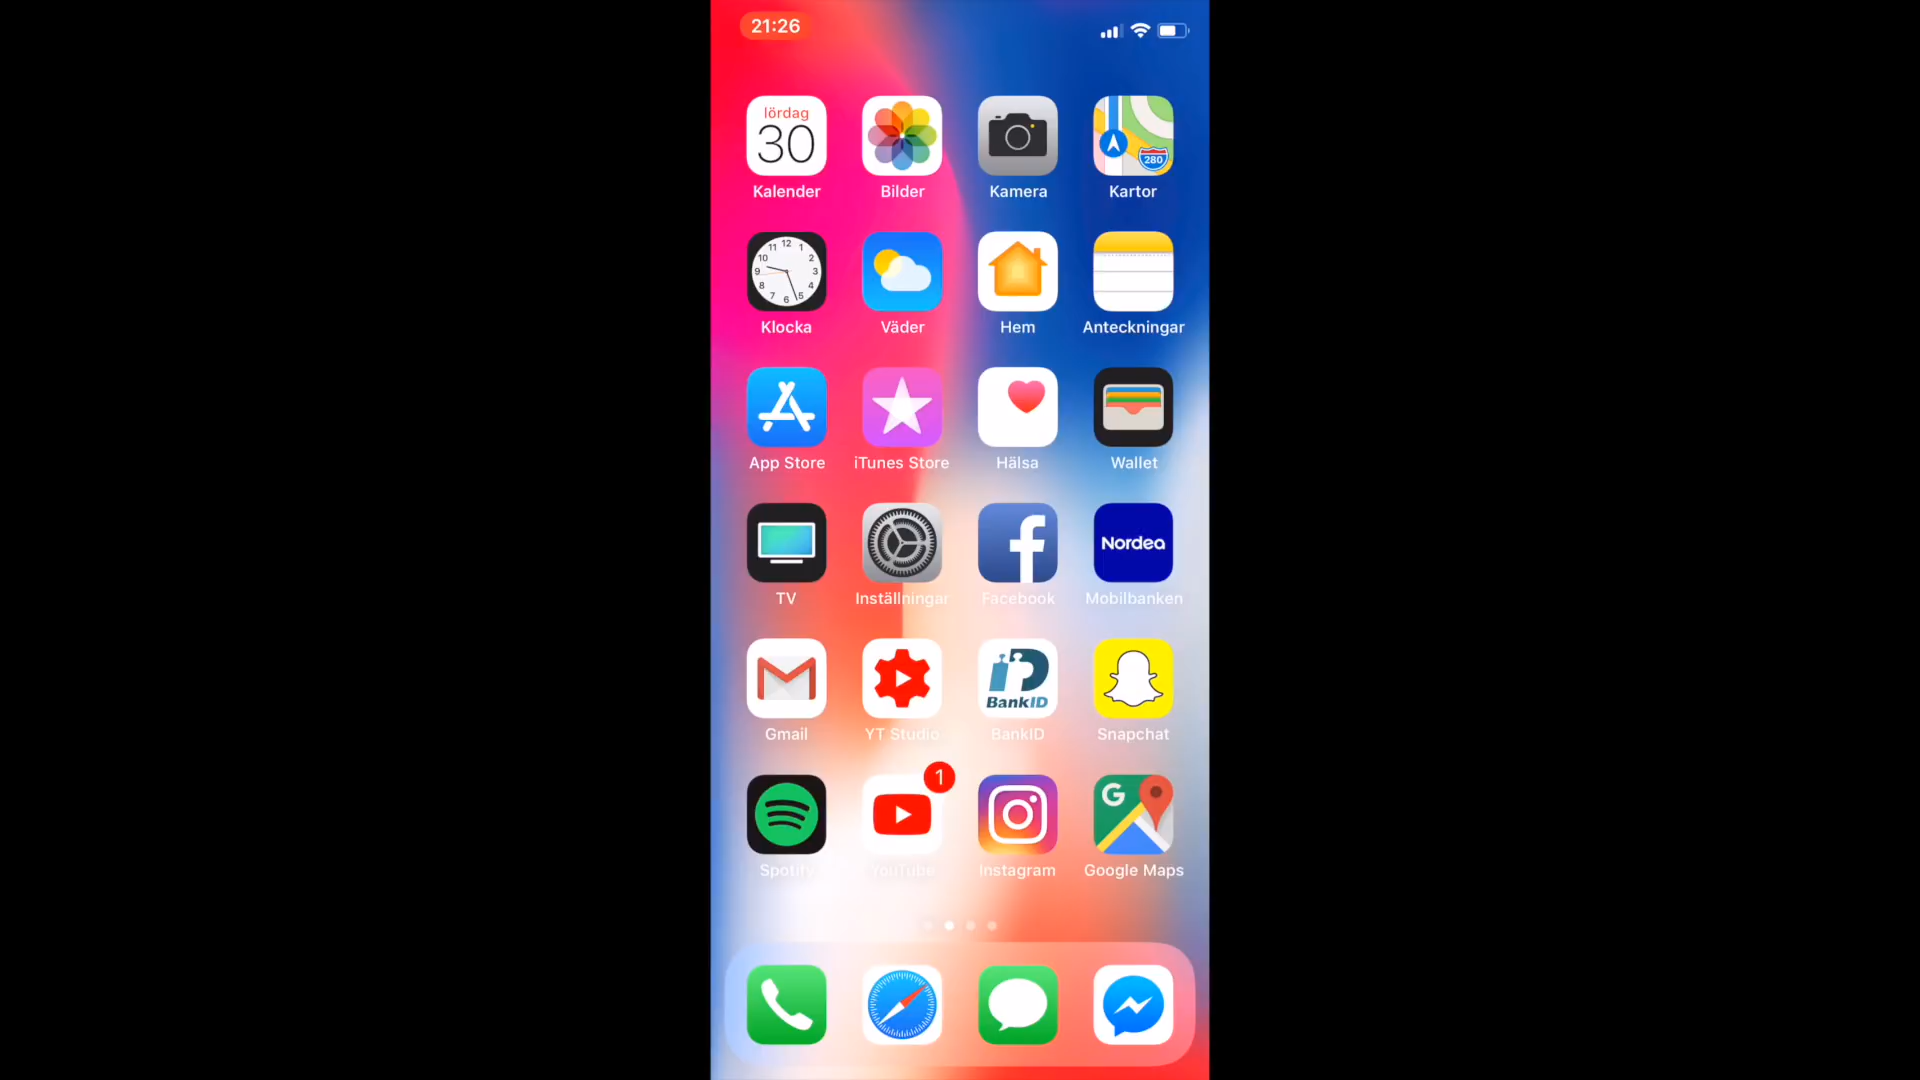 21:26
lördag
30
280
Kalender
Bilder
Kamera
Kartor
12
11 1
10 2
9 3
8 4
7 5
6
Klocka
Väder
Hem
Anteckningar
App Store
iTunes Store
Hälsa
Wallet
Nordea
TV
Inställningar
Facebook
Mobilbanken
BankID
Gmail
YT Studio
BankID
Snapchat
1
G
Spotify
YouTube
Instagram
Google Maps